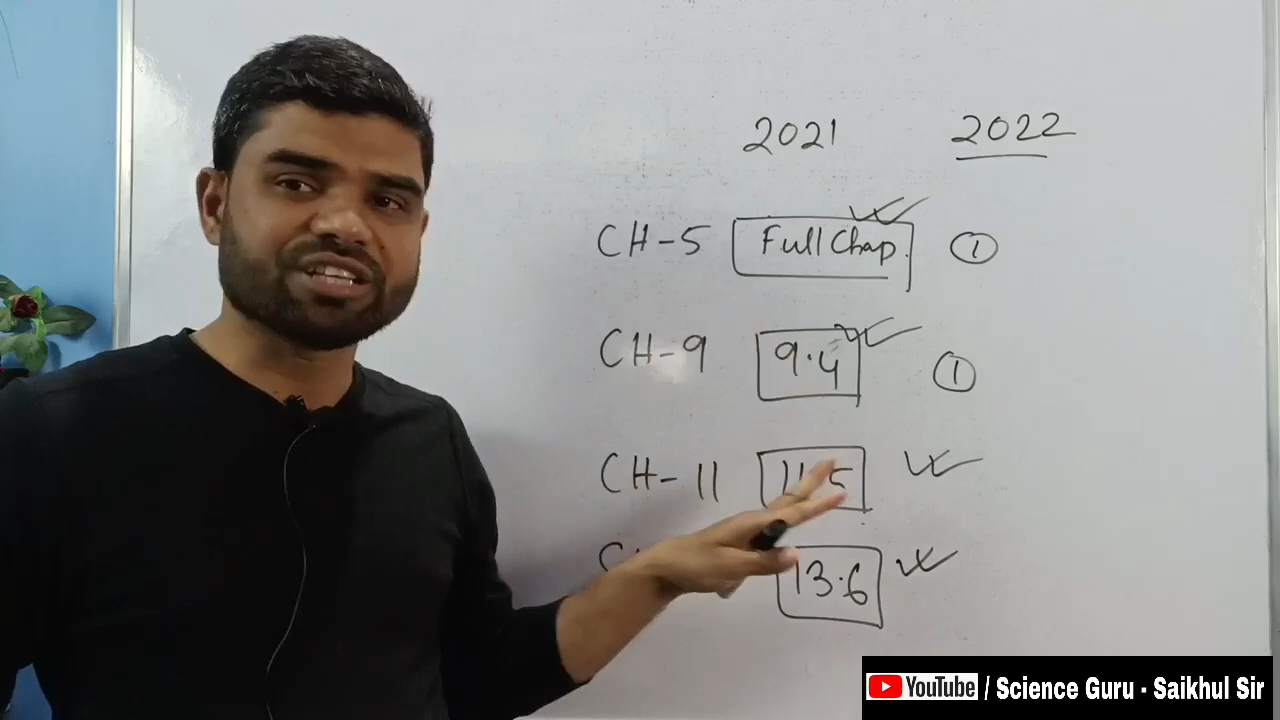 2021 2022
CH-5 Full Chap. 1
CH-9 9.4 1
CH-11 11.5
13.6
YouTube / Science Guru - Saikhul Sir